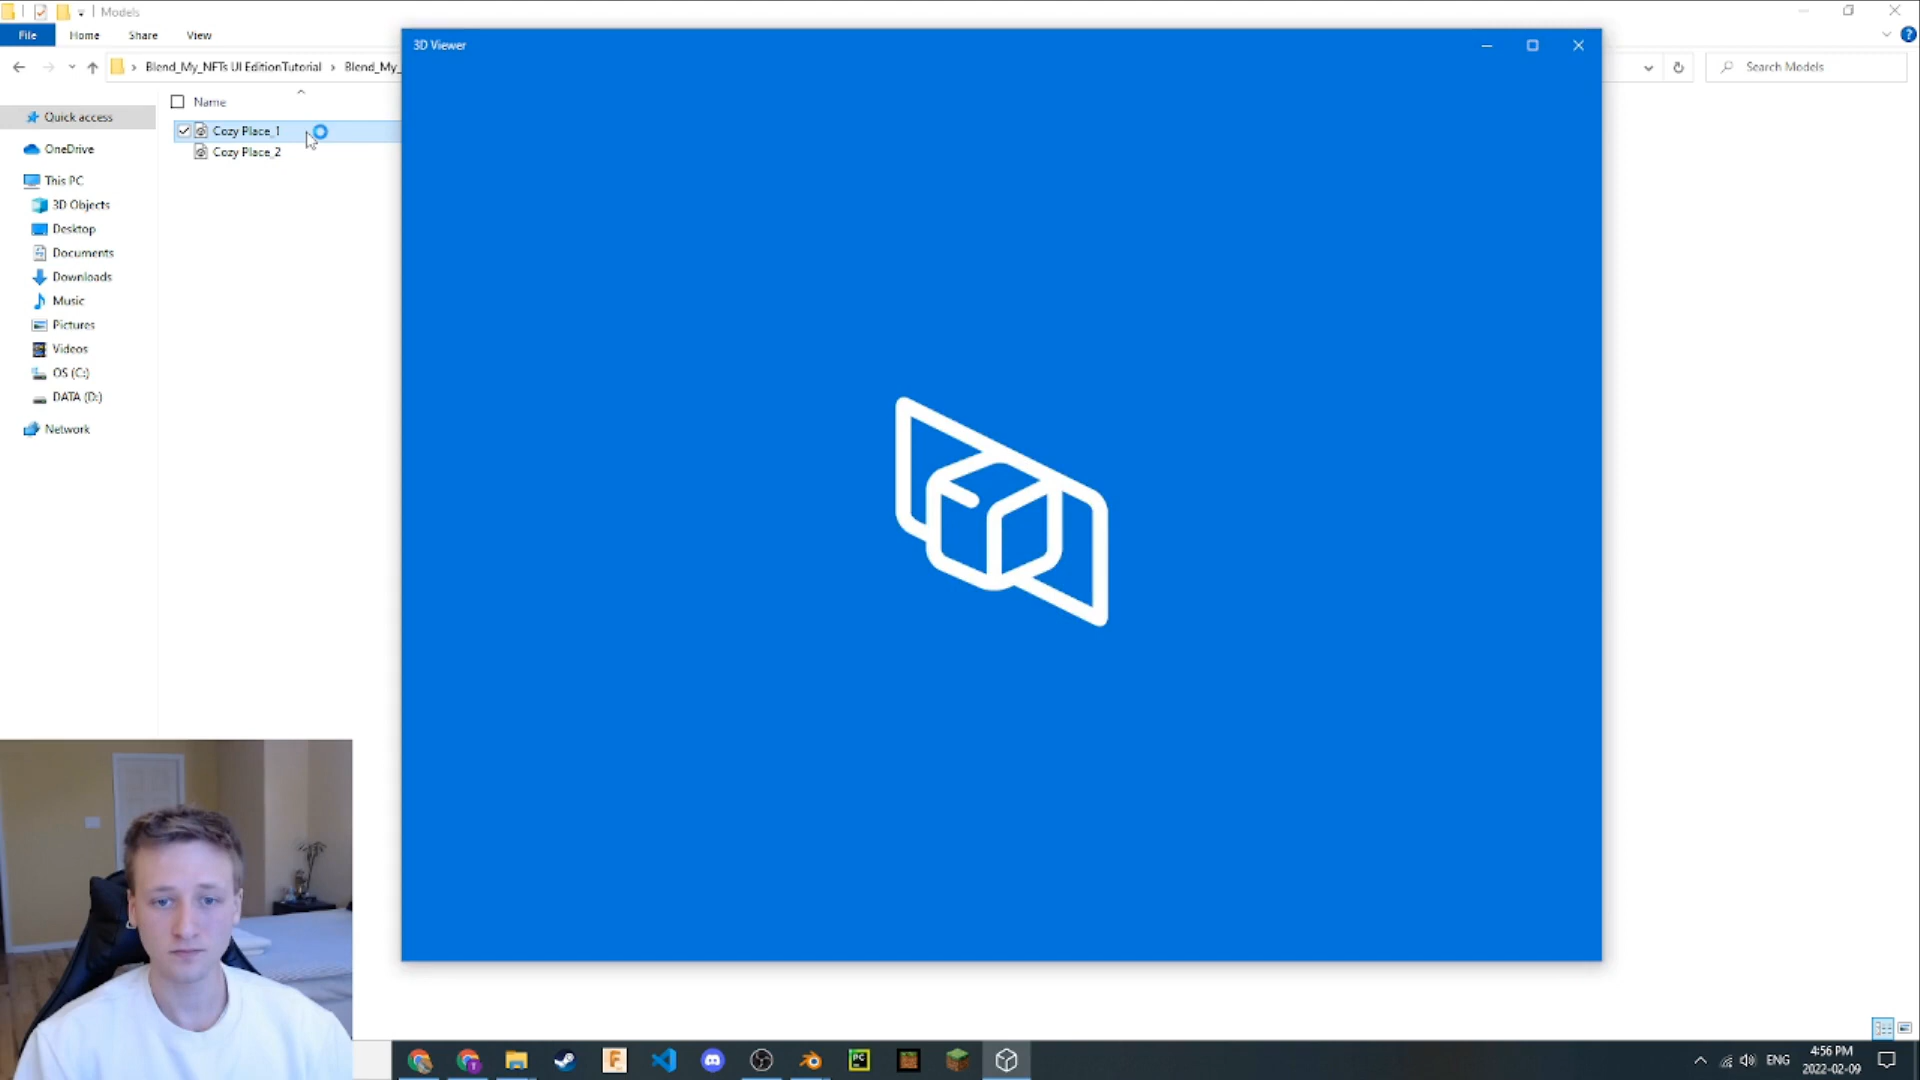 Models
File Home Share View
3D Viewer
Blend_My_NFTs UI EditionTutorial > Blend_My_
Search Models
Name
Quick access
Cozy Place_1
OneDrive
Cozy Place_2
This PC
3D Objects
Desktop
Documents
Downloads
Music
Pictures
Videos
OS (C:)
DATA (D:)
Network
F
PC
ENG
4:56 PM
2022-02-09